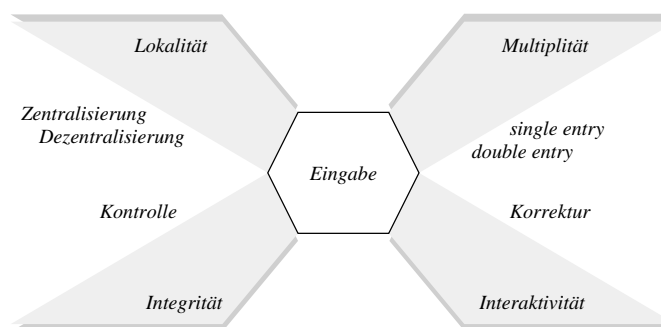 Lokalität
Multiplität
Zentralisierung
Dezentralisierung
single entry
double entry
Eingabe
Kontrolle
Korrektur
Integrität
Interaktivität